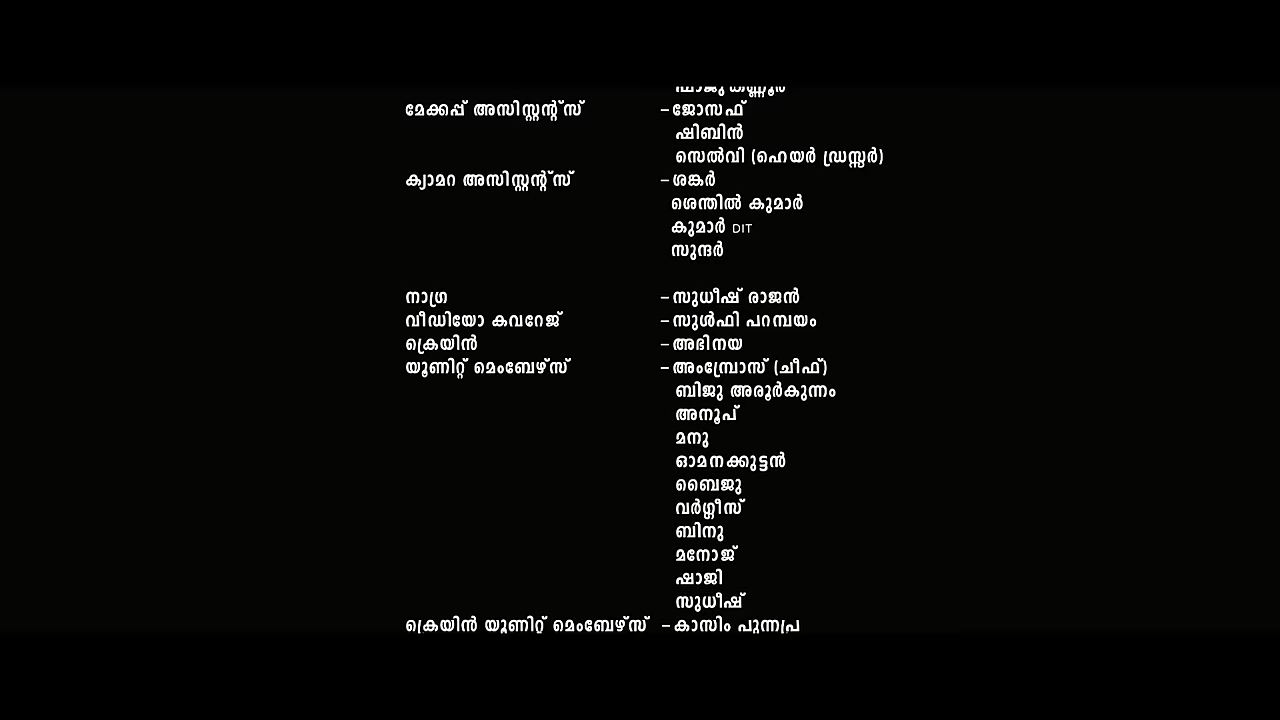 ഷാജു കണ്ണൂർ
മേക്കപ്പ് അസിസ്റ്റന്റ്സ് – ജോസഫ്
ഷിബിൻ
സെൽവി (ഹെയർ ഡ്രസ്സർ)
ക്യാമറ അസിസ്റ്റന്റ്സ് – ശങ്കർ
ശെന്തിൽ കുമാർ
കുമാർ DIT
സുന്ദർ
നാഗ്ര – സുധീഷ് രാജൻ
വീഡിയോ കവറേജ് – സുൾഫി പറമ്പയം
ക്രെയിൻ – അഭിനയ
യൂണിറ്റ് മെംബേഴ്സ് – അംമ്പ്രോസ് (ചീഫ്)
ബിജു അരൂർകുന്നം
അനൂപ്
മനു
ഓമനക്കുട്ടൻ
ബൈജു
വർഗ്ഗീസ്
ബിനു
മനോജ്
ഷാജി
സുധീഷ്
ക്രെയിൻ യൂണിറ്റ് മെംബേഴ്സ് – കാസിം പുന്നപ്ര